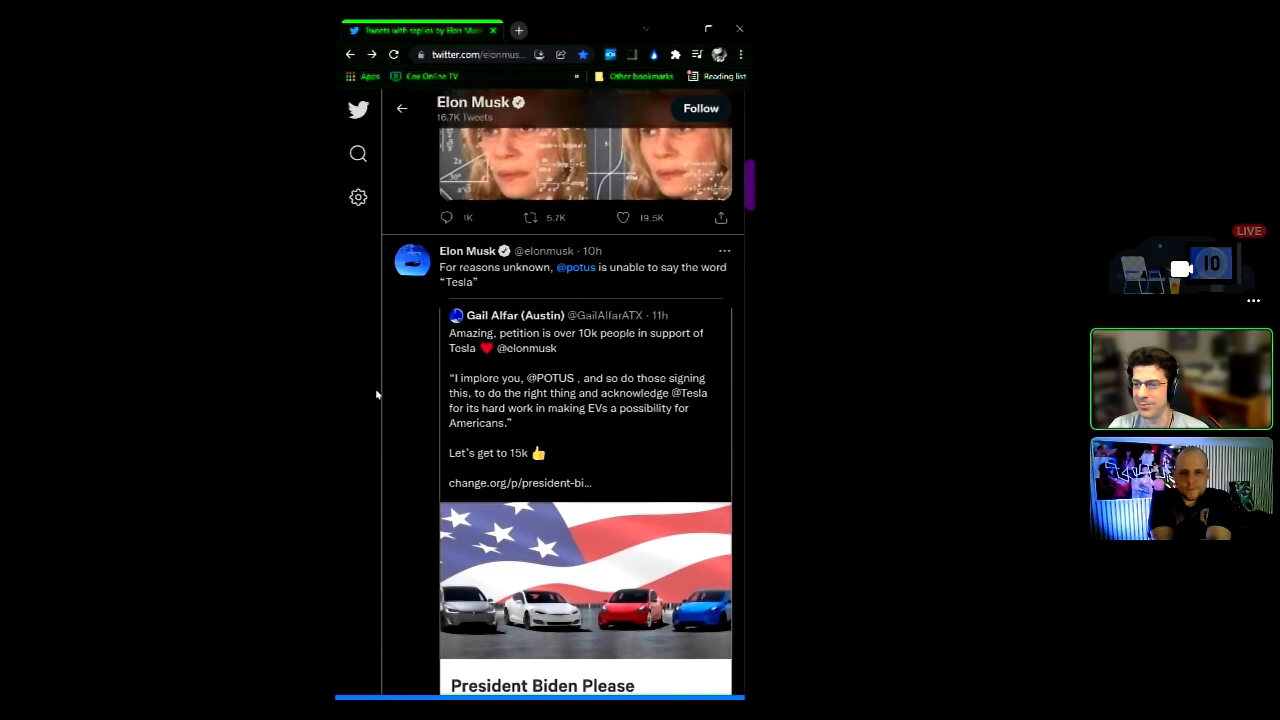 Tweets with replies by Elon Mus
twitter.com/elonmus...
Apps
Cox Online TV
»
Other bookmarks
Reading list
Elon Musk
16.7K Tweets
Follow
1K
5.7K
19.5K
LIVE
10
Elon Musk @elonmusk · 10h
For reasons unknown, @potus is unable to say the word
“Tesla”
Gail Alfar (Austin) @GailAlfarATX · 11h
Amazing, petition is over 10k people in support of
Tesla ❤️ @elonmusk
“I implore you, @POTUS , and so do those signing
this, to do the right thing and acknowledge @Tesla
for its hard work in making EVs a possibility for
Americans.”
Let's get to 15k 👍
change.org/p/president-bi...
President Biden Please